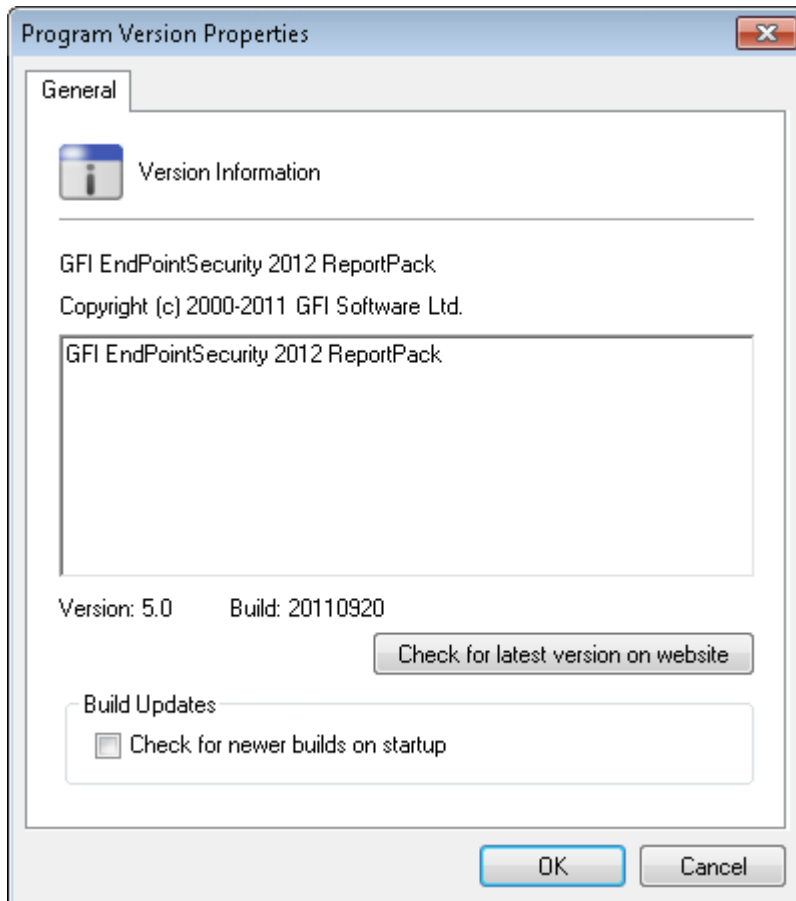 Program Version Properties
General
Version Information
GFI EndPointSecurity 2012 ReportPack
Copyright (c) 2000-2011 GFI Software Ltd.
GFI EndPointSecurity 2012 ReportPack
Version: 5.0 Build: 20110920
Check for latest version on website
Build Updates
Check for newer builds on startup
OK Cancel